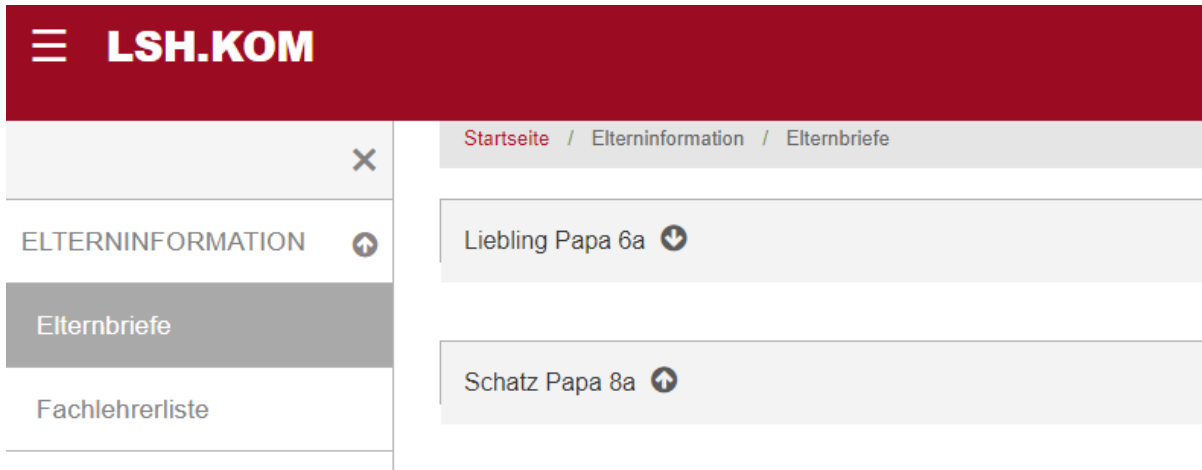 LSH.KOM
Startseite / Elterninformation / Elternbriefe
ELTERNINFORMATION
Elternbriefe
Fachlehrerliste
Liebling Papa 6a
Schatz Papa 8a